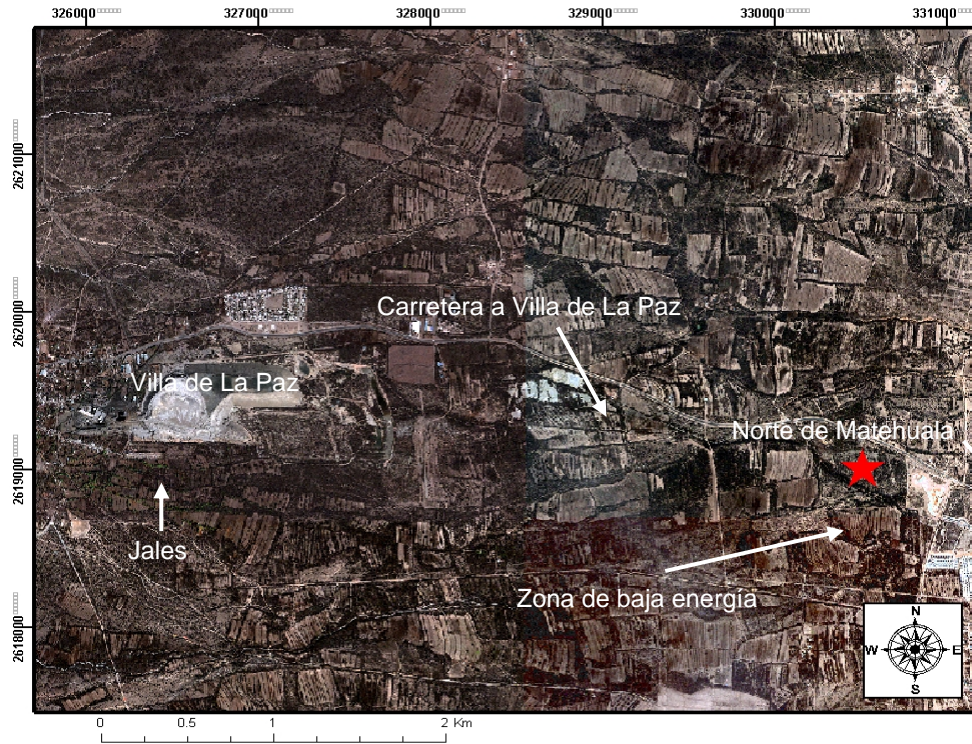 326000 327000 328000 329000 330000 331000
2621000
2620000
2619000
2618000
Carretera a Villa de La Paz
Villa de La Paz
Norte de Matehuala
Jales
Zona de baja energía
N
W E
S
0 0.5 1 2 Km